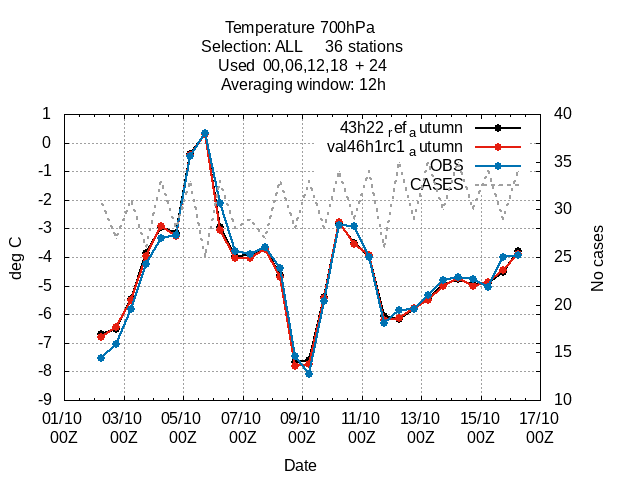 Temperature 700hPa
Selection: ALL 36 stations
Used 00,06,12,18 + 24
Averaging window: 12h
43h22refautumn
val46h1rc1autumn
OBS
CASES
1
0
-1
-2
-3
-4
-5
-6
-7
-8
-9
deg C
40
35
30
25
20
15
10
No cases
01/10 03/10 05/10 07/10 09/10 11/10 13/10 15/10 17/10
00Z 00Z 00Z 00Z 00Z 00Z 00Z 00Z 00Z
Date